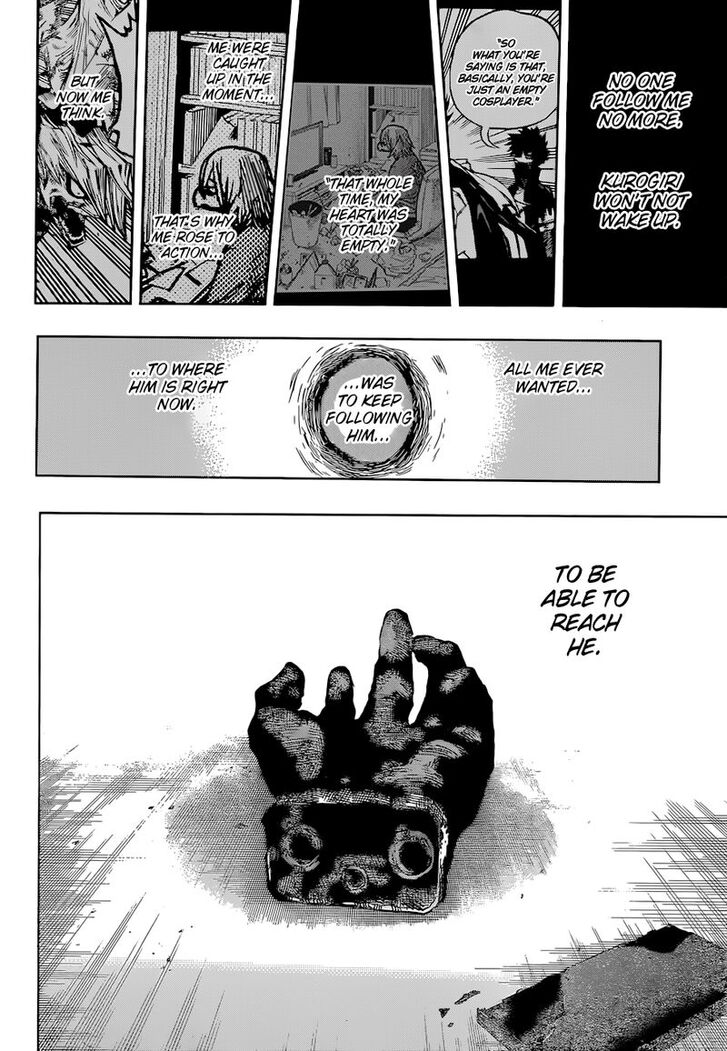 NO ONE
FOLLOW ME
NO MORE.
KUROGIRI
WON'T NOT
WAKE UP.
"SO
WHAT YOU'RE
SAYING IS THAT,
BASICALLY, YOU'RE
JUST AN EMPTY
COSPLAYER."
"THAT WHOLE
TIME, MY
HEART WAS
TOTALLY
EMPTY."
ME WERE
CAUGHT
UP IN THE
MOMENT...
THAT'S WHY
ME ROSE TO
ACTION...
BUT
NOW ME
THINK.
ALL ME EVER
WANTED...
...WAS
TO KEEP
FOLLOWING
HIM...
...TO WHERE
HIM IS RIGHT
NOW.
TO BE
ABLE TO
REACH
HE.